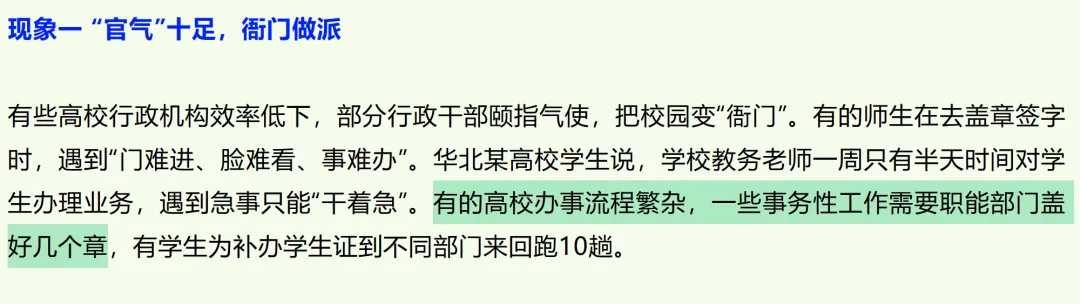 现象一 “官气”十足，衙门做派
有些高校行政机构效率低下，部分行政干部颐指气使，把校园变“衙门”。有的师生在去盖章签字
时，遇到“门难进、脸难看、事难办”。华北某高校学生说，学校教务老师一周只有半天时间对学
生办理业务，遇到急事只能“干着急”。有的高校办事流程繁杂，一些事务性工作需要职能部门盖
好几个章，有学生为补办学生证到不同部门来回跑10趟。